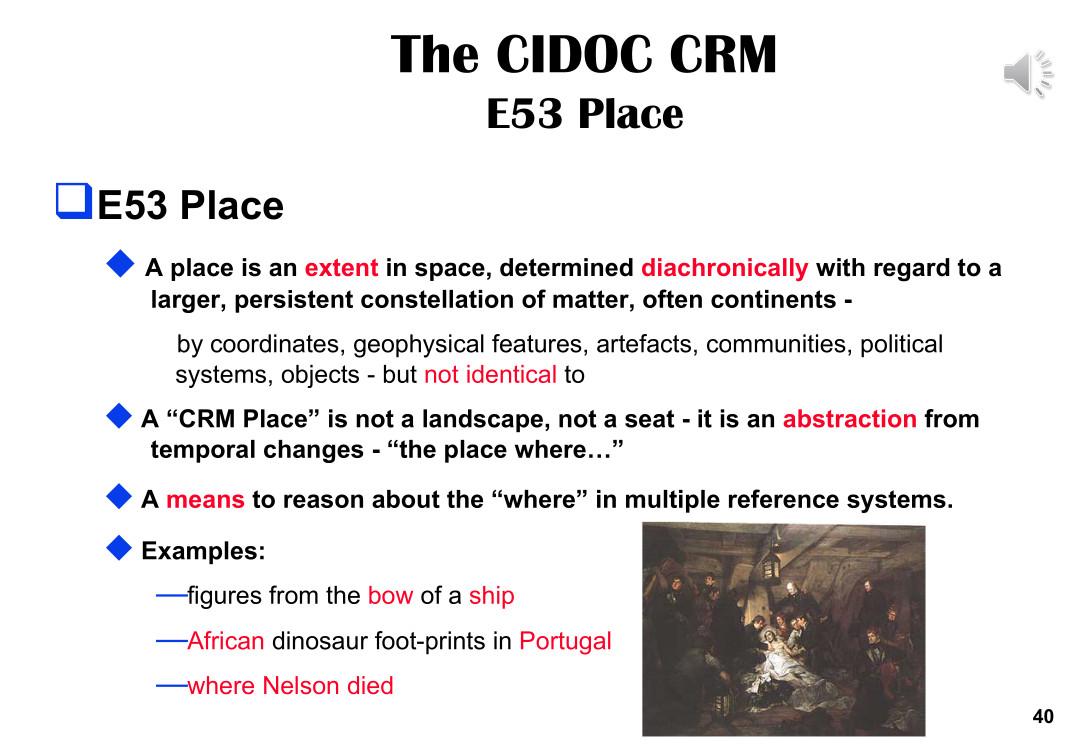 The CIDOC CRM
E53 Place
E53 Place
A place is an extent in space, determined diachronically with regard to a
larger, persistent constellation of matter, often continents -
by coordinates, geophysical features, artefacts, communities, political
systems, objects - but not identical to
A “CRM Place” is not a landscape, not a seat - it is an abstraction from
temporal changes - “the place where…”
A means to reason about the “where” in multiple reference systems.
Examples:
—figures from the bow of a ship
—African dinosaur foot-prints in Portugal
—where Nelson died
40